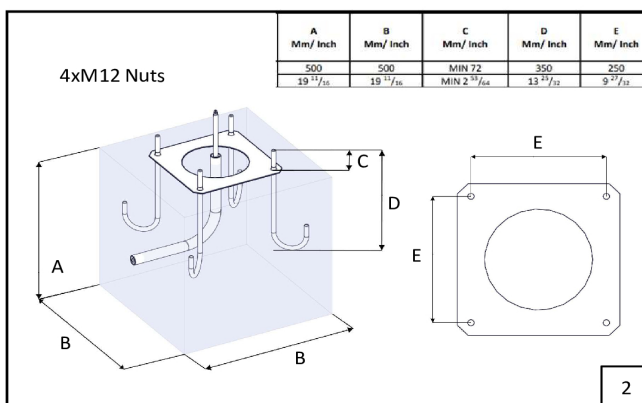 A B C D E
Mm/ Inch Mm/ Inch Mm/ Inch Mm/ Inch Mm/ Inch
500 500 MIN 72 350 250
19 11/16 19 11/16 MIN 2 53/64 13 25/32 9 27/32
4xM12 Nuts
C
D
A
B
B
E
E
2